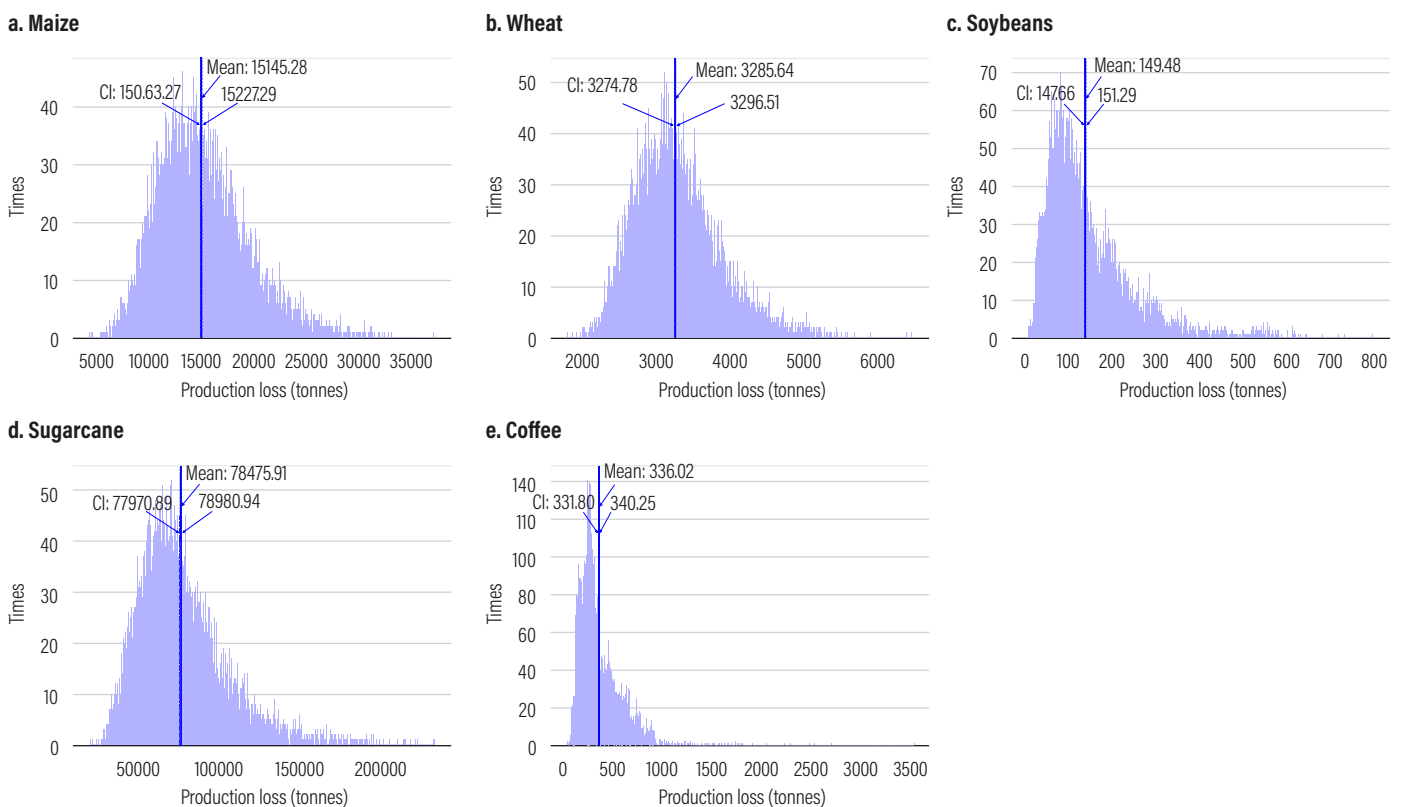 a. Maize
Mean: 15145.28
CI: 150.63.27
15227.29
40
30
20
10
0
Times
5000 10000 15000 20000 25000 30000 35000
Production loss (tonnes)
b. Wheat
Mean: 3285.64
CI: 3274.78
3296.51
50
40
30
20
10
0
Times
2000 3000 4000 5000 6000
Production loss (tonnes)
c. Soybeans
Mean: 149.48
CI: 147.66
151.29
70
60
50
40
30
20
10
0
Times
0 100 200 300 400 500 600 700 800
Production loss (tonnes)
d. Sugarcane
Mean: 78475.91
CI: 77970.89
78980.94
50
40
30
20
10
0
Times
50000 100000 150000 200000
Production loss (tonnes)
e. Coffee
Mean: 336.02
CI: 331.80
340.25
140
110
100
80
60
40
20
0
Times
0 500 1000 1500 2000 2500 3000 3500
Production loss (tonnes)